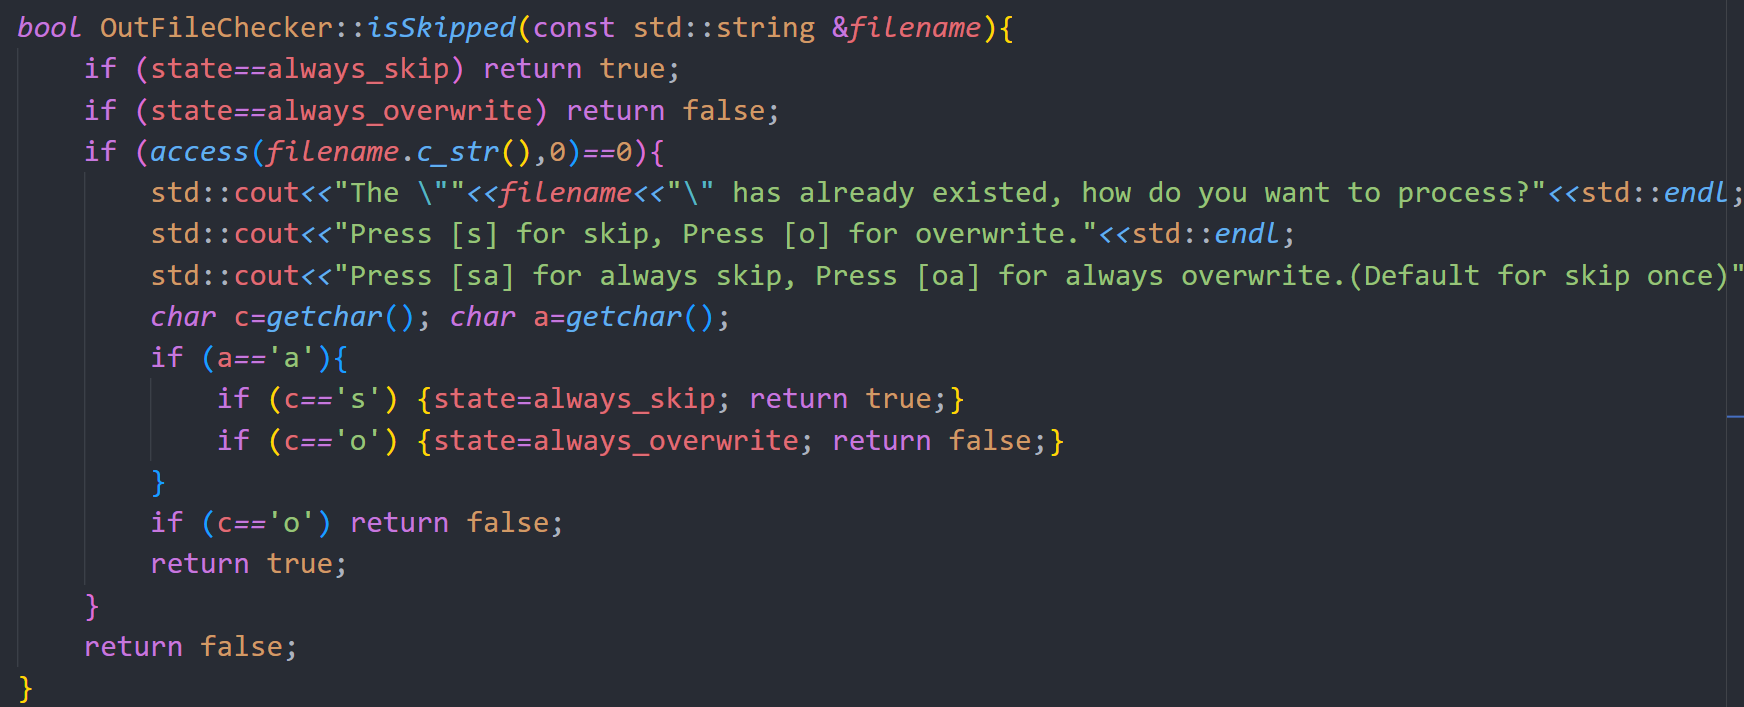 bool OutFileChecker::isSkipped(const std::string &filename){
    if (state==always_skip) return true;
    if (state==always_overwrite) return false;
    if (access(filename.c_str(),0)==0){
        std::cout<<"The \""<<filename<<"\" has already existed, how do you want to process?"<<std::endl;
        std::cout<<"Press [s] for skip, Press [o] for overwrite."<<std::endl;
        std::cout<<"Press [sa] for always skip, Press [oa] for always overwrite.(Default for skip once)"
        char c=getchar(); char a=getchar();
        if (a=='a'){
            if (c=='s') {state=always_skip; return true;}
            if (c=='o') {state=always_overwrite; return false;}
        }
        if (c=='o') return false;
        return true;
    }
    return false;
}